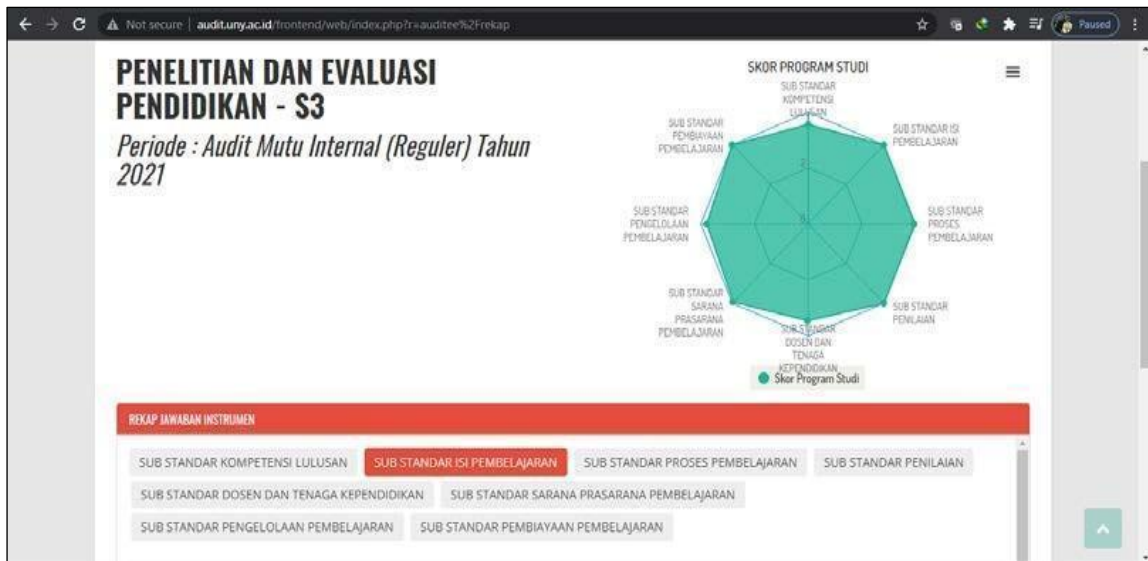 Not secure | audit.uny.ac.id/frontend/web/index.php?r=auditee%2Frekap
Paused
PENELITIAN DAN EVALUASI
PENDIDIKAN - S3
Periode : Audit Mutu Internal (Reguler) Tahun
2021
SKOR PROGRAM STUDI
SUB STANDAR
KOMPETENSI
LULUSAN
SUB STANDAR ISI
PEMBELAJARAN
SUB STANDAR
PROSES
PEMBELAJARAN
SUB STANDAR
PENILAIAN
SUB STANDAR
DOSEN DAN
TENAGA
KEPENDIDIKAN
SUB STANDAR
SARANA
PRASARANA
PEMBELAJARAN
SUB STANDAR
PENGELOLAAN
PEMBELAJARAN
SUB STANDAR
PEMBIAYAAN
PEMBELAJARAN
2
Skor Program Studi
REKAP JAWABAN INSTRUMEN
SUB STANDAR KOMPETENSI LULUSAN
SUB STANDAR ISI PEMBELAJARAN
SUB STANDAR PROSES PEMBELAJARAN
SUB STANDAR PENILAIAN
SUB STANDAR DOSEN DAN TENAGA KEPENDIDIKAN
SUB STANDAR SARANA PRASARANA PEMBELAJARAN
SUB STANDAR PENGELOLAAN PEMBELAJARAN
SUB STANDAR PEMBIAYAAN PEMBELAJARAN